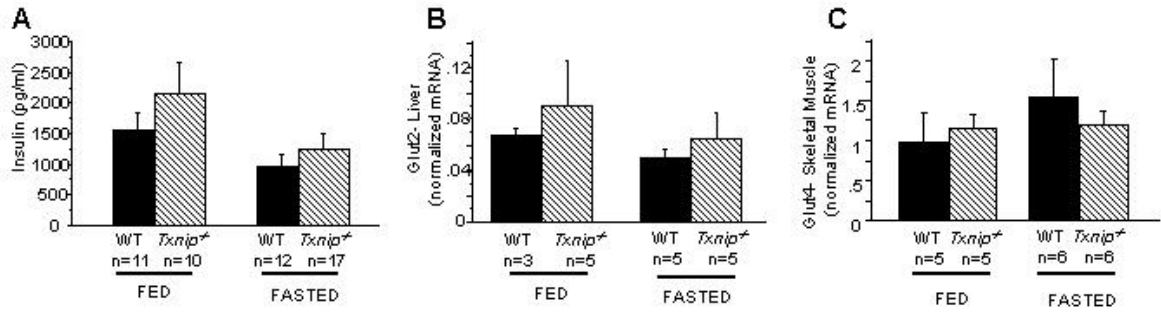 A
Insulin (pg/ml)
3000
2500
2000
1500
1000
500
0
WT Txnip-/-
n=11 n=10
FED
WT Txnip-/-
n=12 n=17
FASTED
B
Glut2- Liver
(normalized mRNA)
.12
.08
.04
0
WT Txnip-/-
n=3 n=5
FED
WT Txnip-/-
n=5 n=5
FASTED
C
Glut4- Skeletal Muscle
(normalized mRNA)
2
1.5
1
.5
0
WT Txnip-/-
n=5 n=5
FED
WT Txnip-/-
n=6 n=6
FASTED